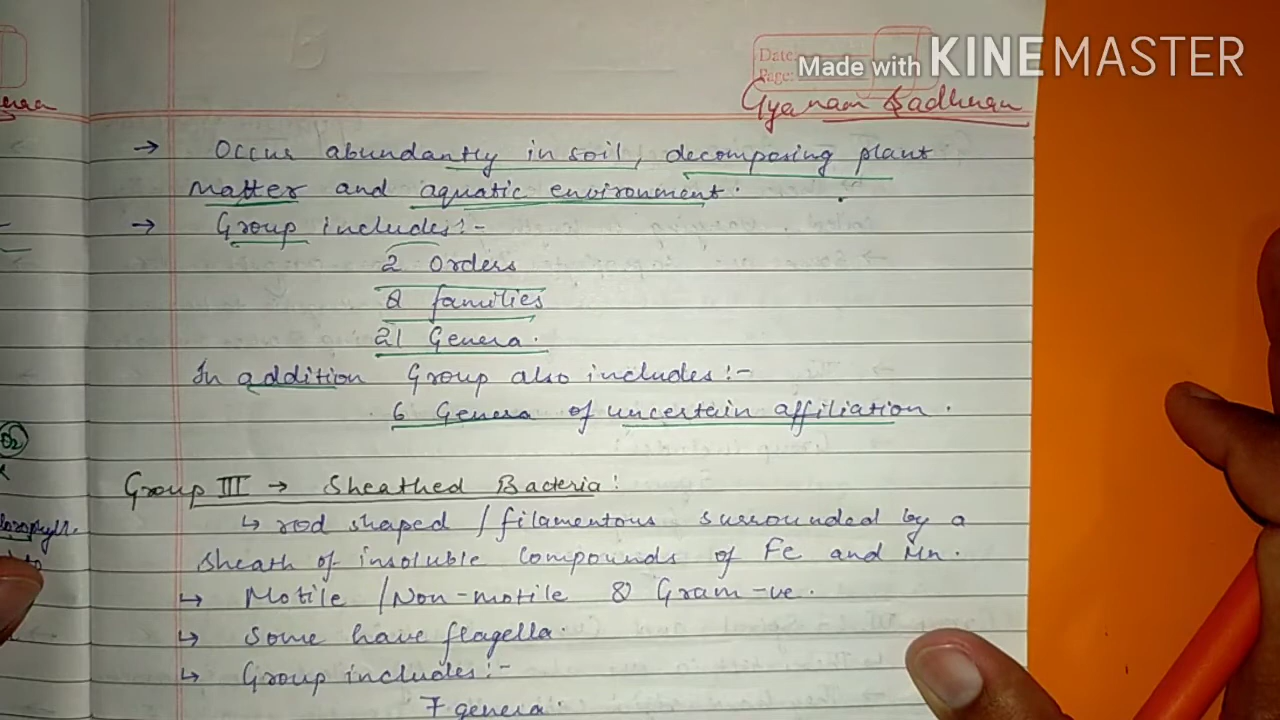 Date:
Page:
Made with KINEMASTER
Gyanam Sadhnam
→ Occur abundantly in soil, decomposing plant
matter and aquatic environment.
→ Group includes:-
2 Orders
8 families
21 Genera.
In addition Group also includes:-
6 Genera of uncertain affiliation.
Group III → Sheathed Bacteria:
↳ rod shaped / filamentous surrounded by a
sheath of insoluble compounds of Fe and Mn.
↳ Motile / Non-motile & Gram -ve.
↳ Some have flagella.
↳ Group includes:-
7 genera.